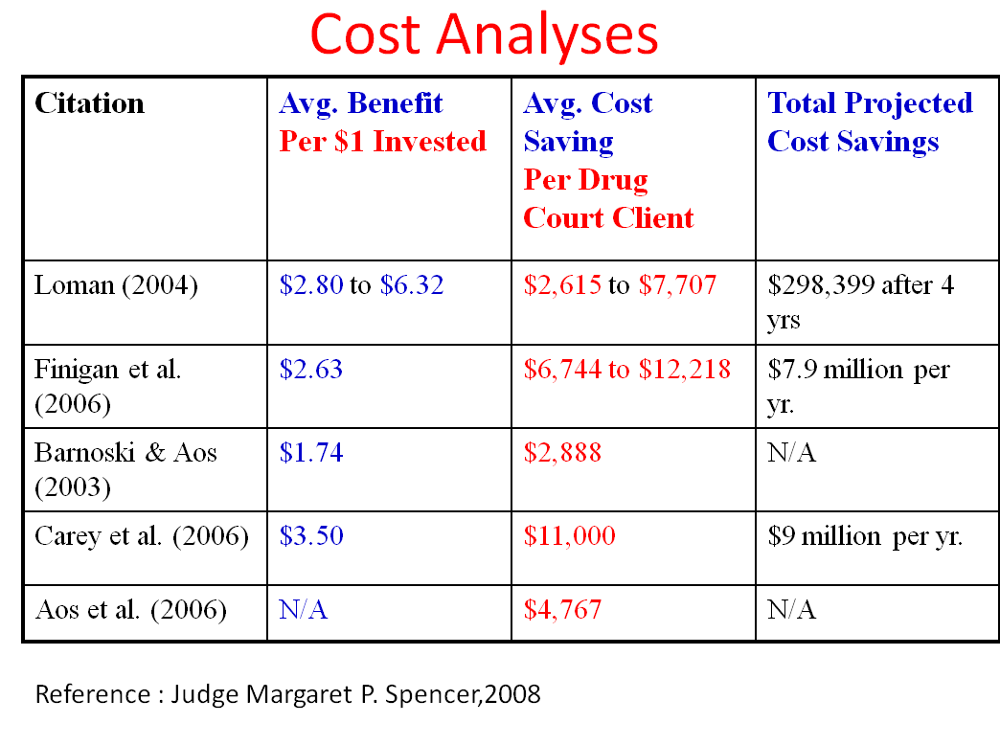 Cost Analyses
Citation
Avg. Benefit
Per $1 Invested
Avg. Cost
Saving
Per Drug
Court Client
Total Projected
Cost Savings
Loman (2004)
$2.80 to $6.32
$2,615 to $7,707
$298,399 after 4
yrs
Finigan et al.
(2006)
$2.63
$6,744 to $12,218
$7.9 million per
yr.
Barnoski & Aos
(2003)
$1.74
$2,888
N/A
Carey et al. (2006)
$3.50
$11,000
$9 million per yr.
Aos et al. (2006)
N/A
$4,767
N/A
Reference : Judge Margaret P. Spencer,2008